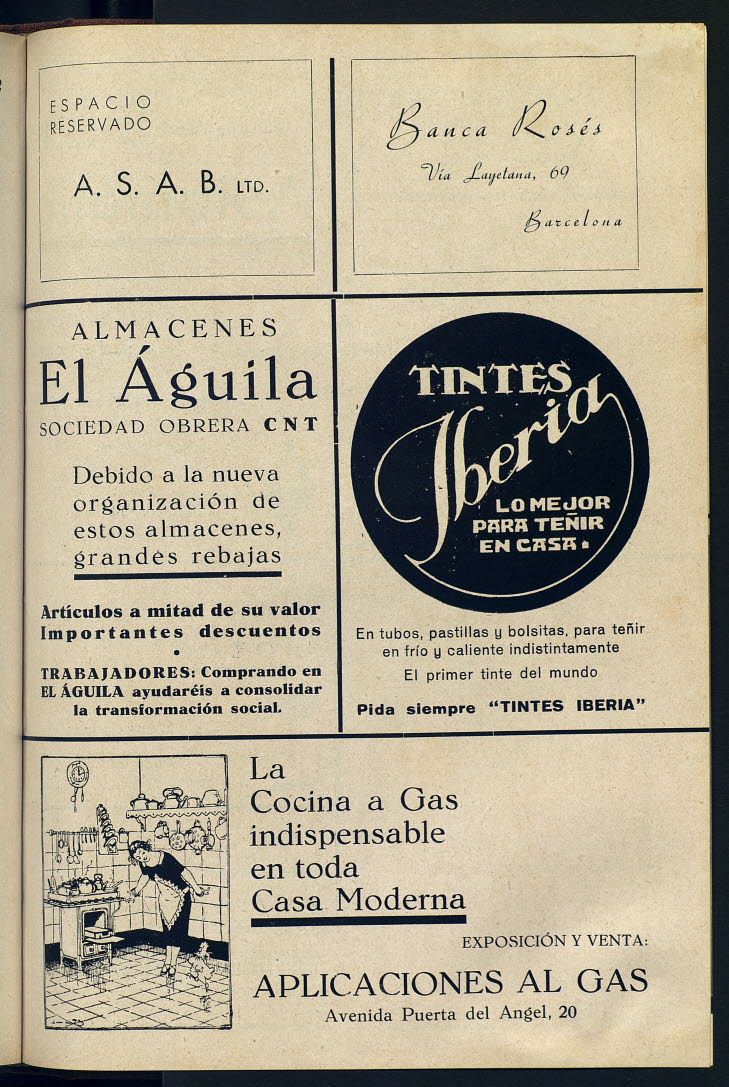 ESPACIO
RESERVADO
A. S. A. B. LTD.
Banca Rosés
Vía Layetana, 69
Barcelona
ALMACENES
El Águila
SOCIEDAD OBRERA CNT
Debido a la nueva
organización de
estos almacenes,
grandes rebajas
Artículos a mitad de su valor
Importantes descuentos
TRABAJADORES: Comprando en
EL ÁGUILA ayudaréis a consolidar
la transformación social.
TINTES
Iberia
LO MEJOR
PARA TEÑIR
EN CASA.
En tubos, pastillas y bolsitas, para teñir
en frío y caliente indistintamente
El primer tinte del mundo
Pida siempre "TINTES IBERIA"
La
Cocina a Gas
indispensable
en toda
Casa Moderna
EXPOSICIÓN Y VENTA:
APLICACIONES AL GAS
Avenida Puerta del Angel, 20